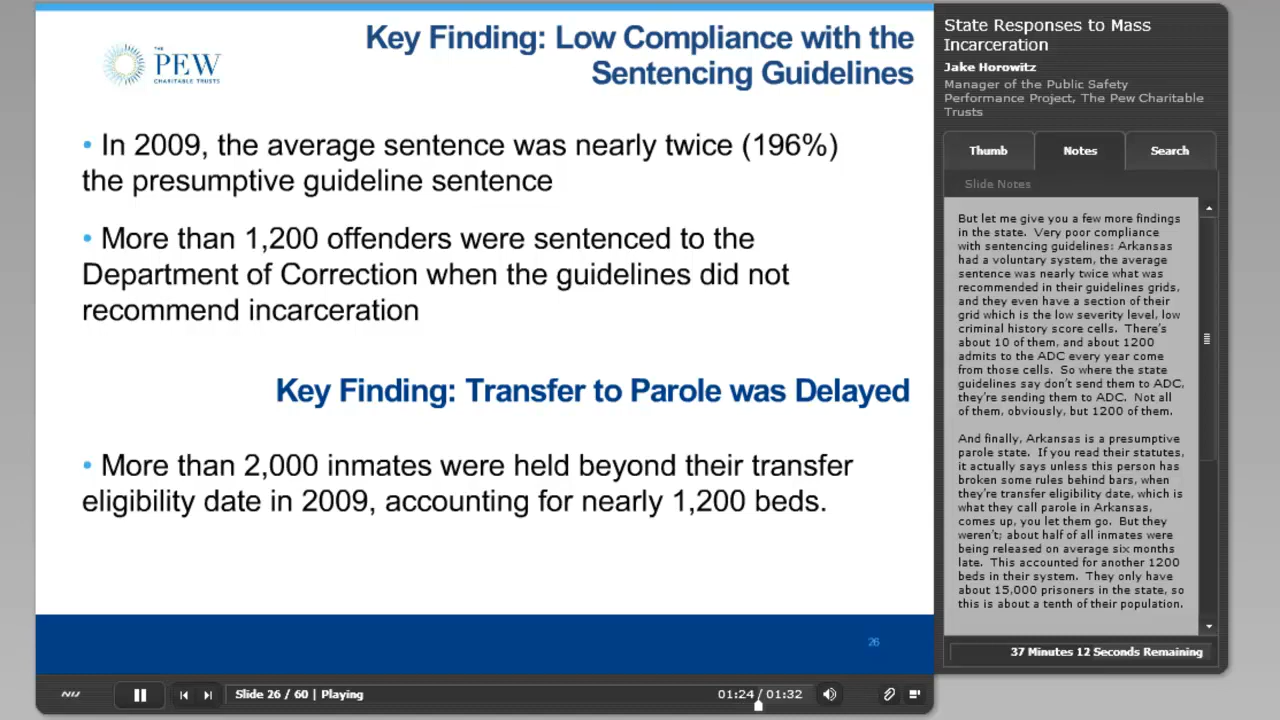 THE
PEW
CHARITABLE TRUSTS
Key Finding: Low Compliance with the
Sentencing Guidelines
• In 2009, the average sentence was nearly twice (196%)
the presumptive guideline sentence
• More than 1,200 offenders were sentenced to the
Department of Correction when the guidelines did not
recommend incarceration
Key Finding: Transfer to Parole was Delayed
• More than 2,000 inmates were held beyond their transfer
eligibility date in 2009, accounting for nearly 1,200 beds.
26
Slide 26 / 60 | Playing
01:24 / 01:32
State Responses to Mass
Incarceration
Jake Horowitz
Manager of the Public Safety
Performance Project, The Pew Charitable
Trusts
Thumb
Notes
Search
Slide Notes
But let me give you a few more findings
in the state. Very poor compliance
with sentencing guidelines: Arkansas
had a voluntary system, the average
sentence was nearly twice what was
recommended in their guidelines grids,
and they even have a section of their
grid which is the low severity level, low
criminal history score cells. There's
about 10 of them, and about 1200
admits to the ADC every year come
from those cells. So where the state
guidelines say don't send them to ADC,
they're sending them to ADC. Not all
of them, obviously, but 1200 of them.
And finally, Arkansas is a presumptive
parole state. If you read their statutes,
it actually says unless this person has
broken some rules behind bars, when
they're transfer eligibility date, which is
what they call parole in Arkansas,
comes up, you let them go. But they
weren't; about half of all inmates were
being released on average six months
late. This accounted for another 1200
beds in their system. They only have
about 15,000 prisoners in the state, so
this is about a tenth of their population.
37 Minutes 12 Seconds Remaining